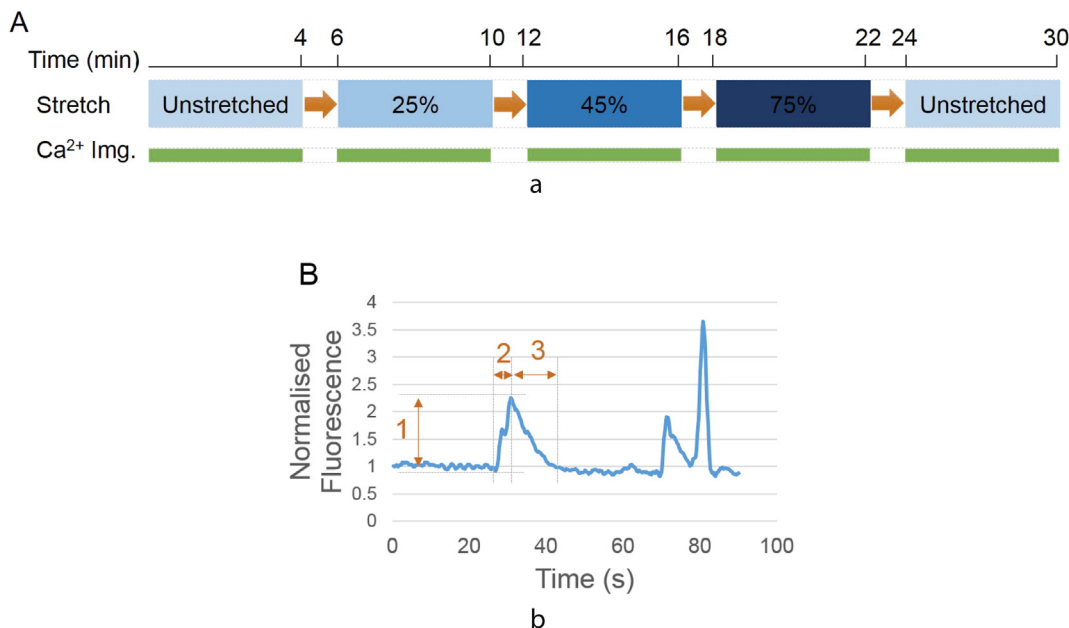 A
4 6 10 12 16 18 22 24 30
Time (min)
Stretch Unstretched 25% 45% 75% Unstretched
Ca²⁺ Img.
a
B
4
3.5
3
2.5
2
1.5
1
0.5
0
Normalised
Fluorescence
1
2 3
0 20 40 60 80 100
Time (s)
b